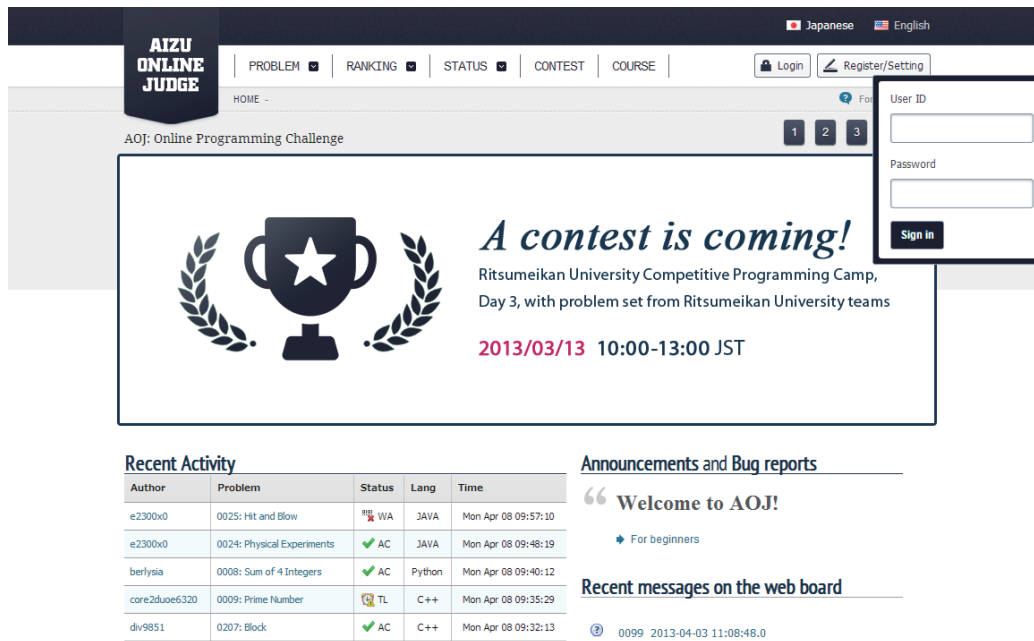 Japanese English
AIZU
ONLINE
JUDGE
PROBLEM RANKING STATUS CONTEST COURSE
Login Register/Setting
HOME -
AOJ: Online Programming Challenge
1 2 3
User ID
Password
Sign in
A contest is coming!
Ritsumeikan University Competitive Programming Camp,
Day 3, with problem set from Ritsumeikan University teams
2013/03/13 10:00-13:00 JST
Recent Activity
Author Problem Status Lang Time
e2300x0 0025: Hit and Blow WA JAVA Mon Apr 08 09:57:10
e2300x0 0024: Physical Experiments AC JAVA Mon Apr 08 09:48:19
berlysia 0008: Sum of 4 Integers AC Python Mon Apr 08 09:40:12
core2duoe6320 0009: Prime Number TL C++ Mon Apr 08 09:35:29
div9851 0207: Block AC C++ Mon Apr 08 09:32:13
Announcements and Bug reports
Welcome to AOJ!
For beginners
Recent messages on the web board
0099 2013-04-03 11:08:48.0